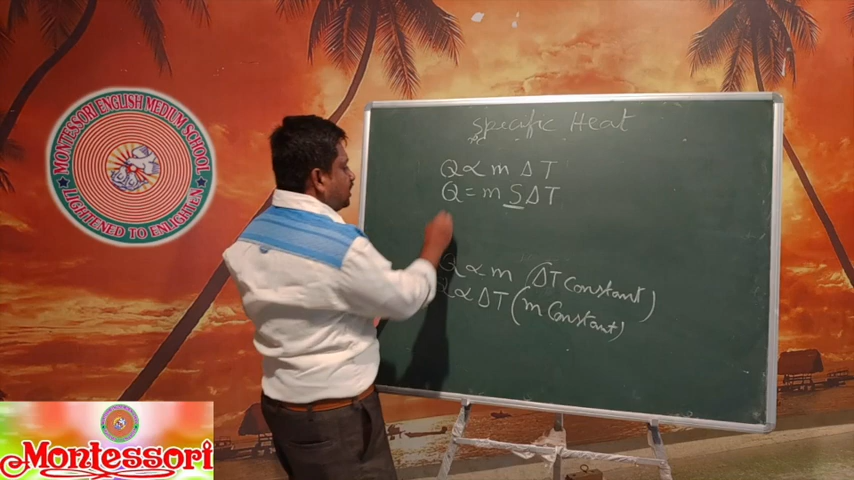 MONTESSORI ENGLISH MEDIUM SCHOOL
LIGHTENED TO ENLIGHTEN
Specific Heat
Q ∝ m ΔT
Q = m S ΔT
Q ∝ m (ΔT Constant)
Q ∝ ΔT (m Constant)
Montessori